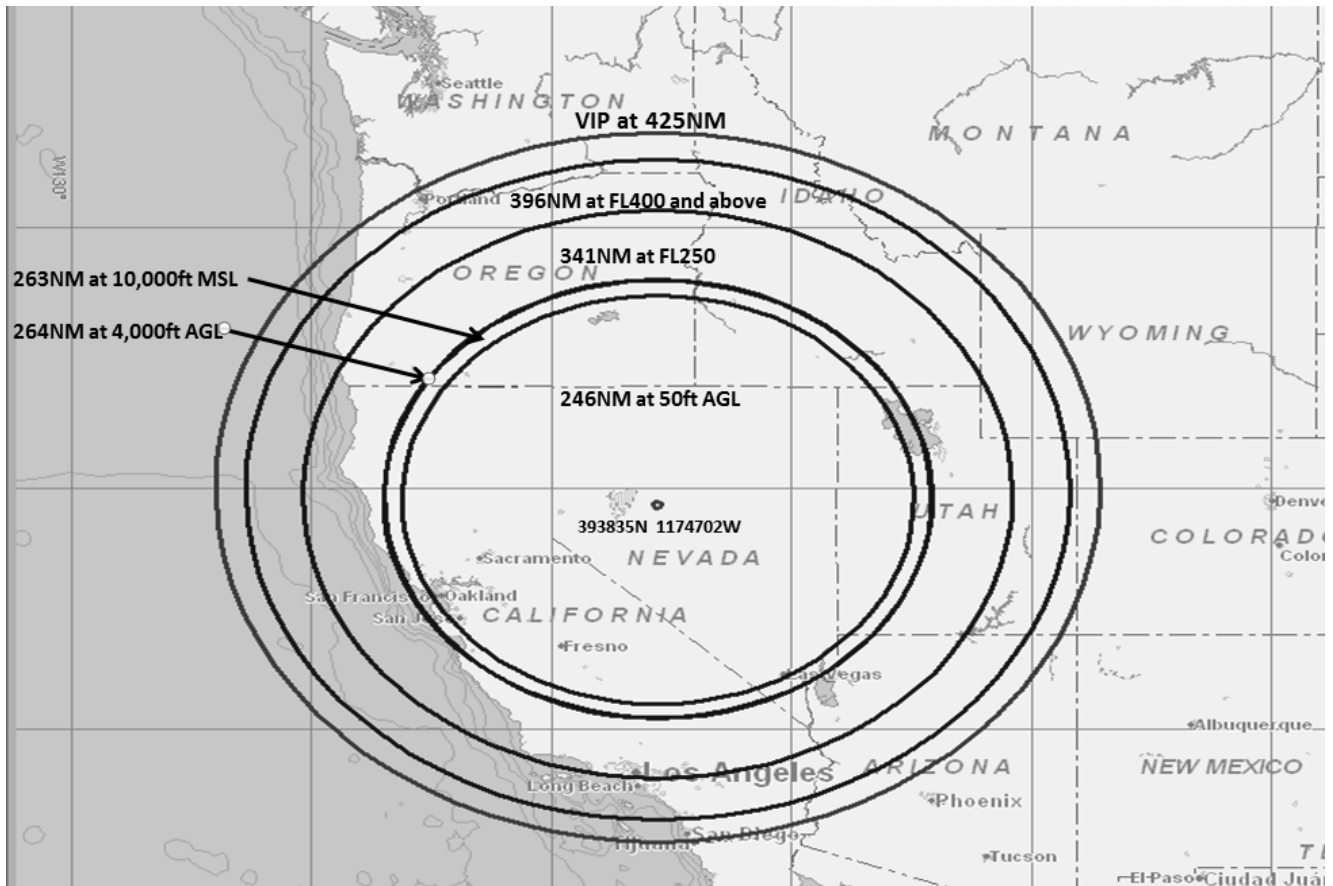 Seattle
WASHINGTON
VIP at 425NM
MONTANA
W130°
Portland
396NM at FL400 and above
IDAHO
OREGON
341NM at FL250
263NM at 10,000ft MSL
264NM at 4,000ft AGL
WYOMING
246NM at 50ft AGL
393835N 1174702W
UTAH
Sacramento
NEVADA
COLORADO
San Francisco
Oakland
San Jose
CALIFORNIA
Fresno
Las Vegas
Albuquerque
Los Angeles
ARIZONA
NEW MEXICO
Long Beach
Phoenix
San Diego
Tijuana
Tucson
El Paso